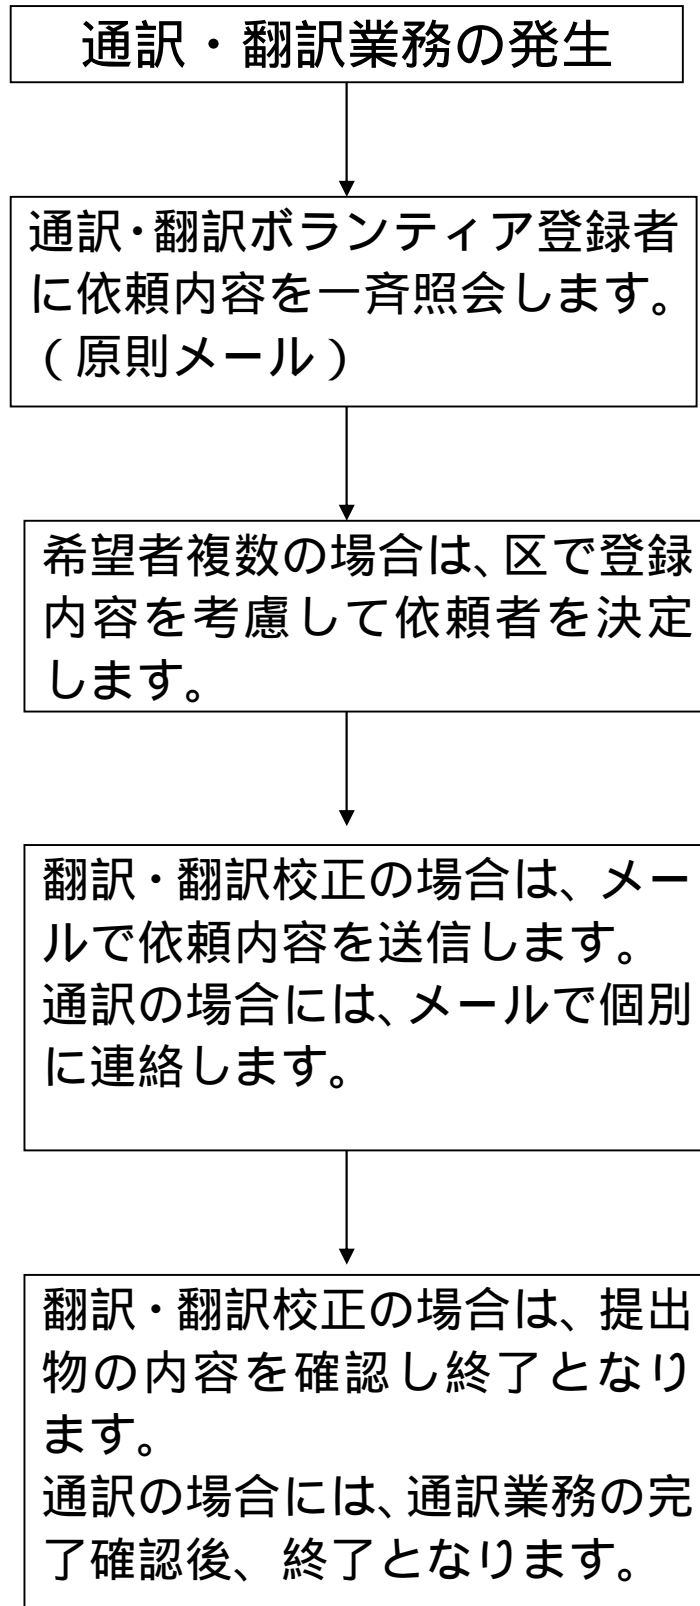 通訳・翻訳業務の発生
通訳・翻訳ボランティア登録者
に依頼内容を一斉照会します。
（原則メール）
希望者複数の場合は、区で登録
内容を考慮して依頼者を決定
します。
翻訳・翻訳校正の場合は、メー
ルで依頼内容を送信します。
通訳の場合には、メールで個別
に連絡します。
翻訳・翻訳校正の場合は、提出
物の内容を確認し終了となり
ます。
通訳の場合には、通訳業務の完
了確認後、終了となります。